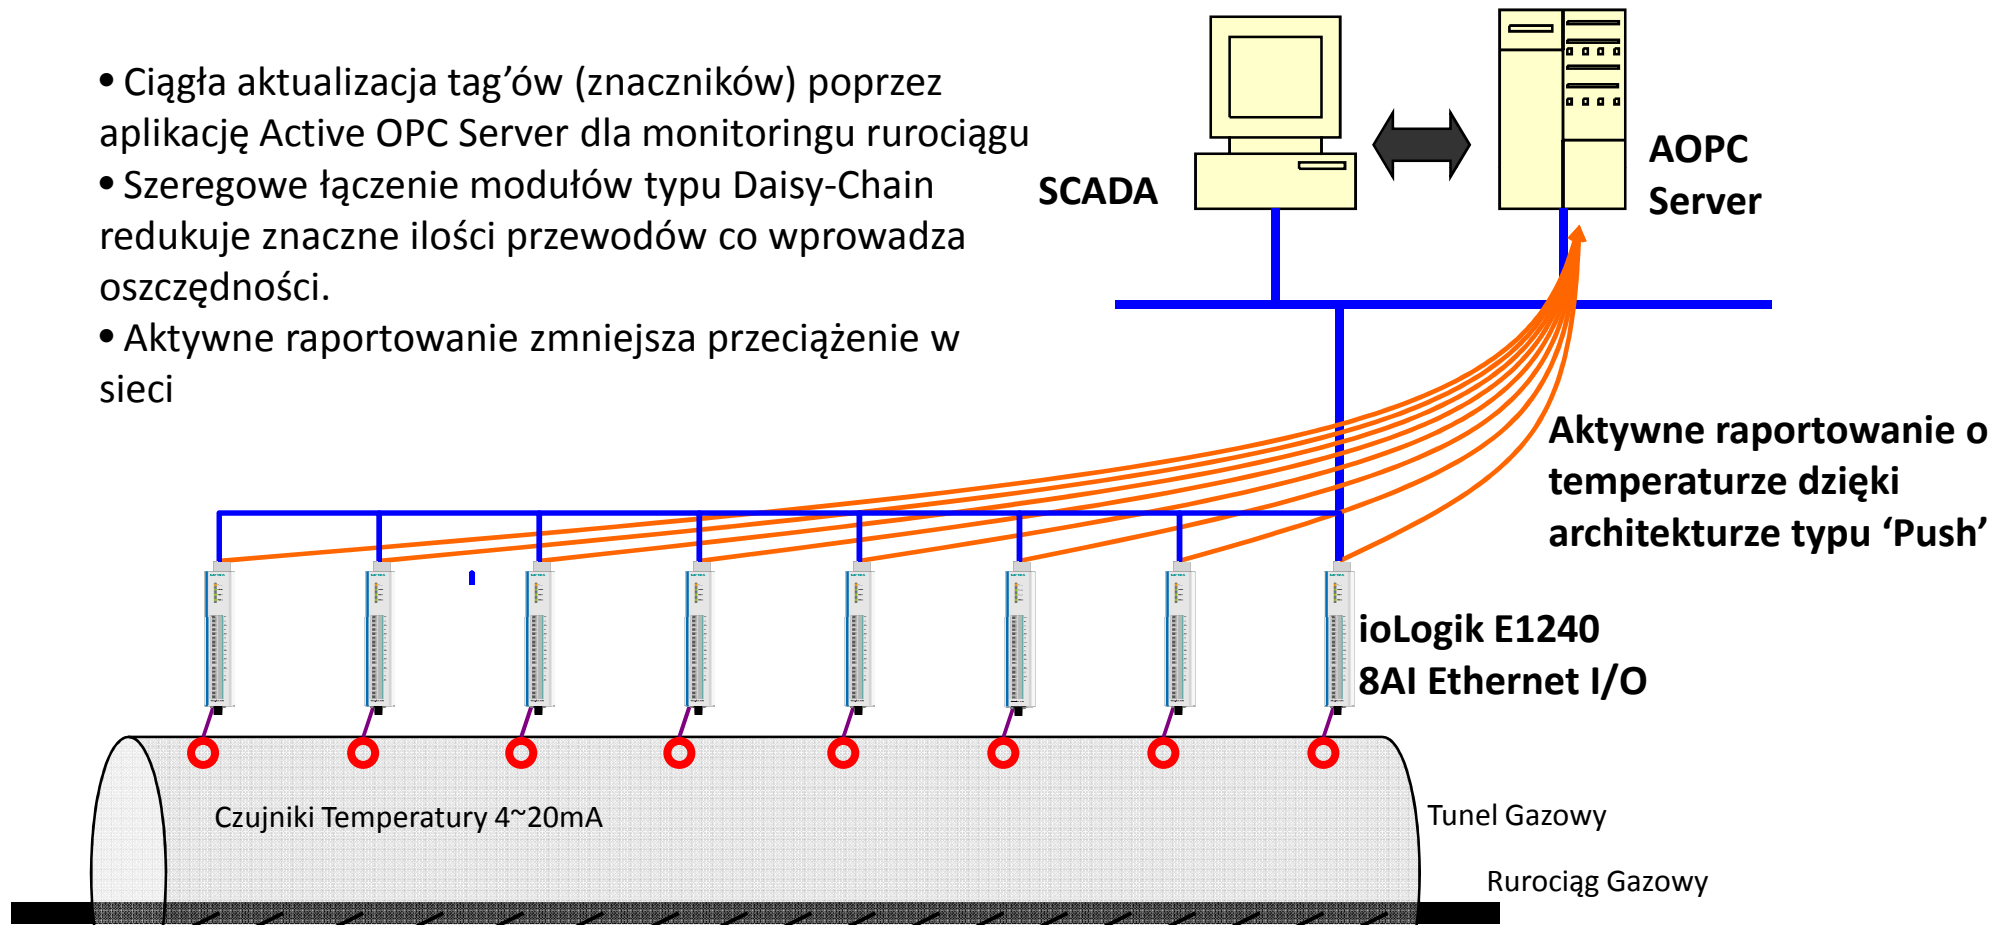 • Ciągła aktualizacja tag’ów (znaczników) poprzez
aplikację Active OPC Server dla monitoringu rurociągu
• Szeregowe łączenie modułów typu Daisy-Chain
redukuje znaczne ilości przewodów co wprowadza
oszczędności.
• Aktywne raportowanie zmniejsza przeciążenie w
sieci
SCADA
AOPC
Server
Aktywne raportowanie o
temperaturze dzięki
architekturze typu ‘Push’
ioLogik E1240
8AI Ethernet I/O
Czujniki Temperatury 4~20mA
Tunel Gazowy
Rurociąg Gazowy